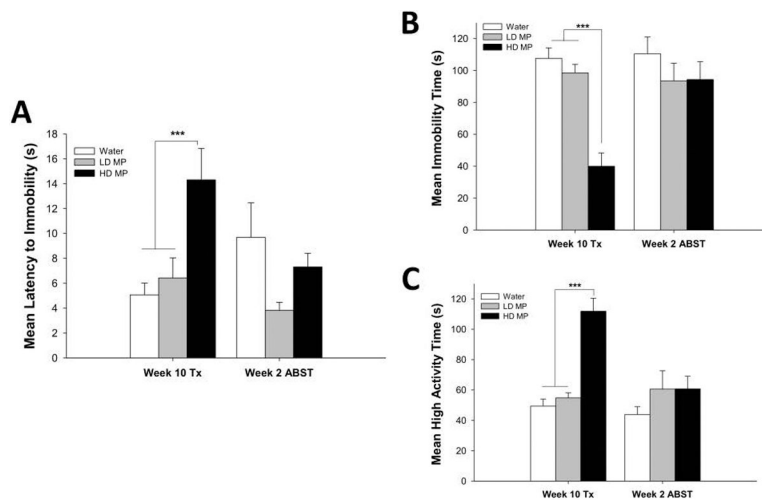 A
Mean Latency to Immobility (s)
18
16
14
12
10
8
6
4
2
0
Water
LD MP
HD MP
***
Week 10 Tx
Week 2 ABST
B
Mean Immobility Time (s)
120
100
80
60
40
20
0
Water
LD MP
HD MP
***
Week 10 Tx
Week 2 ABST
C
Mean High Activity Time (s)
120
100
80
60
40
20
0
Water
LD MP
HD MP
***
Week 10 Tx
Week 2 ABST